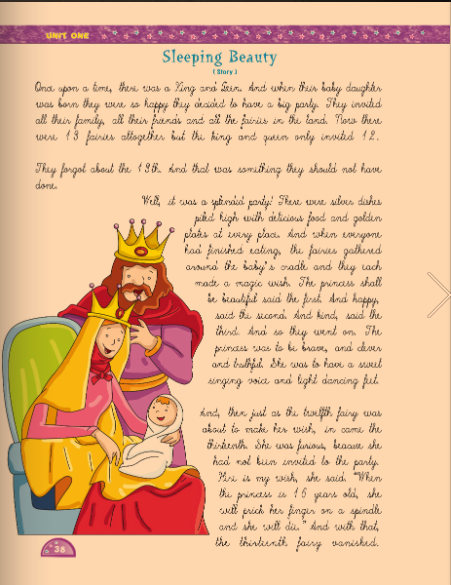 UNIT ONE
Sleeping Beauty
( Story )
Once upon a time, there was a King and Queen. And when their baby daughter
was born they were so happy they decided to have a big party. They invited
all their family, all their friends and all the fairies in the land. Now there
were 13 fairies altogether but the king and queen only invited 12.
They forgot about the 13th. And that was something they should not have
done.
Well, it was a splendid party! There were silver dishes
piled high with delicious food and golden
plates at every place. And when everyone
had finished eating, the fairies gathered
around the baby's cradle and they each
made a magic wish. The princess shall
be beautiful said the first. And happy,
said the second. And kind, said the
third. And so they went on. The
princess was to be brave, and clever
and truthful. She was to have a sweet
singing voice and light dancing feet.
And, then just as the twelfth fairy was
about to make her wish, in came the
thirteenth. She was furious, because she
had not been invited to the party.
Here is my wish, she said. "When
the princess is 16 years old, she
will prick her finger on a spindle
and she will die." And with that,
the thirteenth fairy vanished.
38